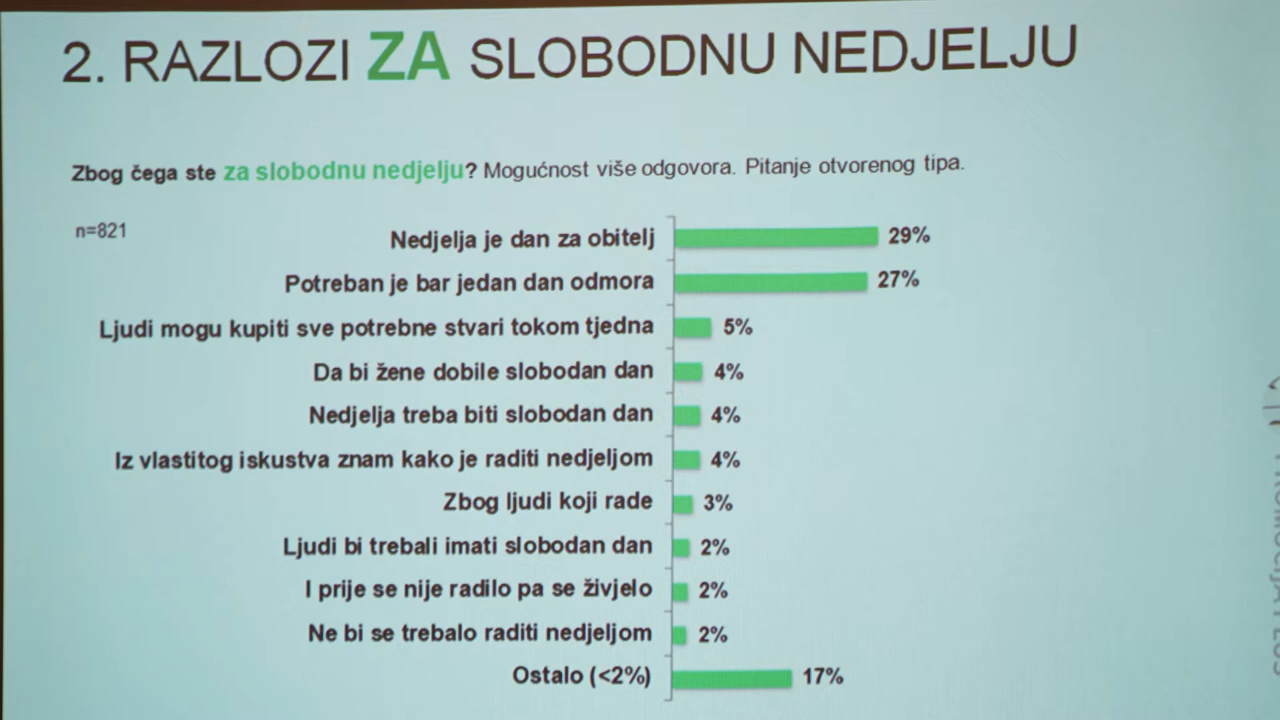 2. RAZLOZI ZA SLOBODNU NEDJELJU
Zbog čega ste za slobodnu nedjelju? Mogućnost više odgovora. Pitanje otvorenog tipa.
n=821
Nedjelja je dan za obitelj 29%
Potreban je bar jedan dan odmora 27%
Ljudi mogu kupiti sve potrebne stvari tokom tjedna 5%
Da bi žene dobile slobodan dan 4%
Nedjelja treba biti slobodan dan 4%
Iz vlastitog iskustva znam kako je raditi nedjeljom 4%
Zbog ljudi koji rade 3%
Ljudi bi trebali imati slobodan dan 2%
I prije se nije radilo pa se živjelo 2%
Ne bi se trebalo raditi nedjeljom 2%
Ostalo (<2%) 17%